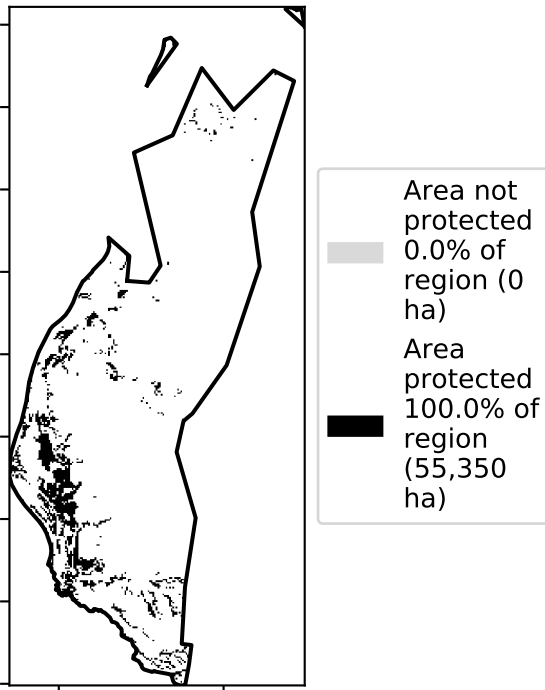 Area not
protected
0.0% of
region (0
ha)
Area
protected
100.0% of
region
(55,350
ha)